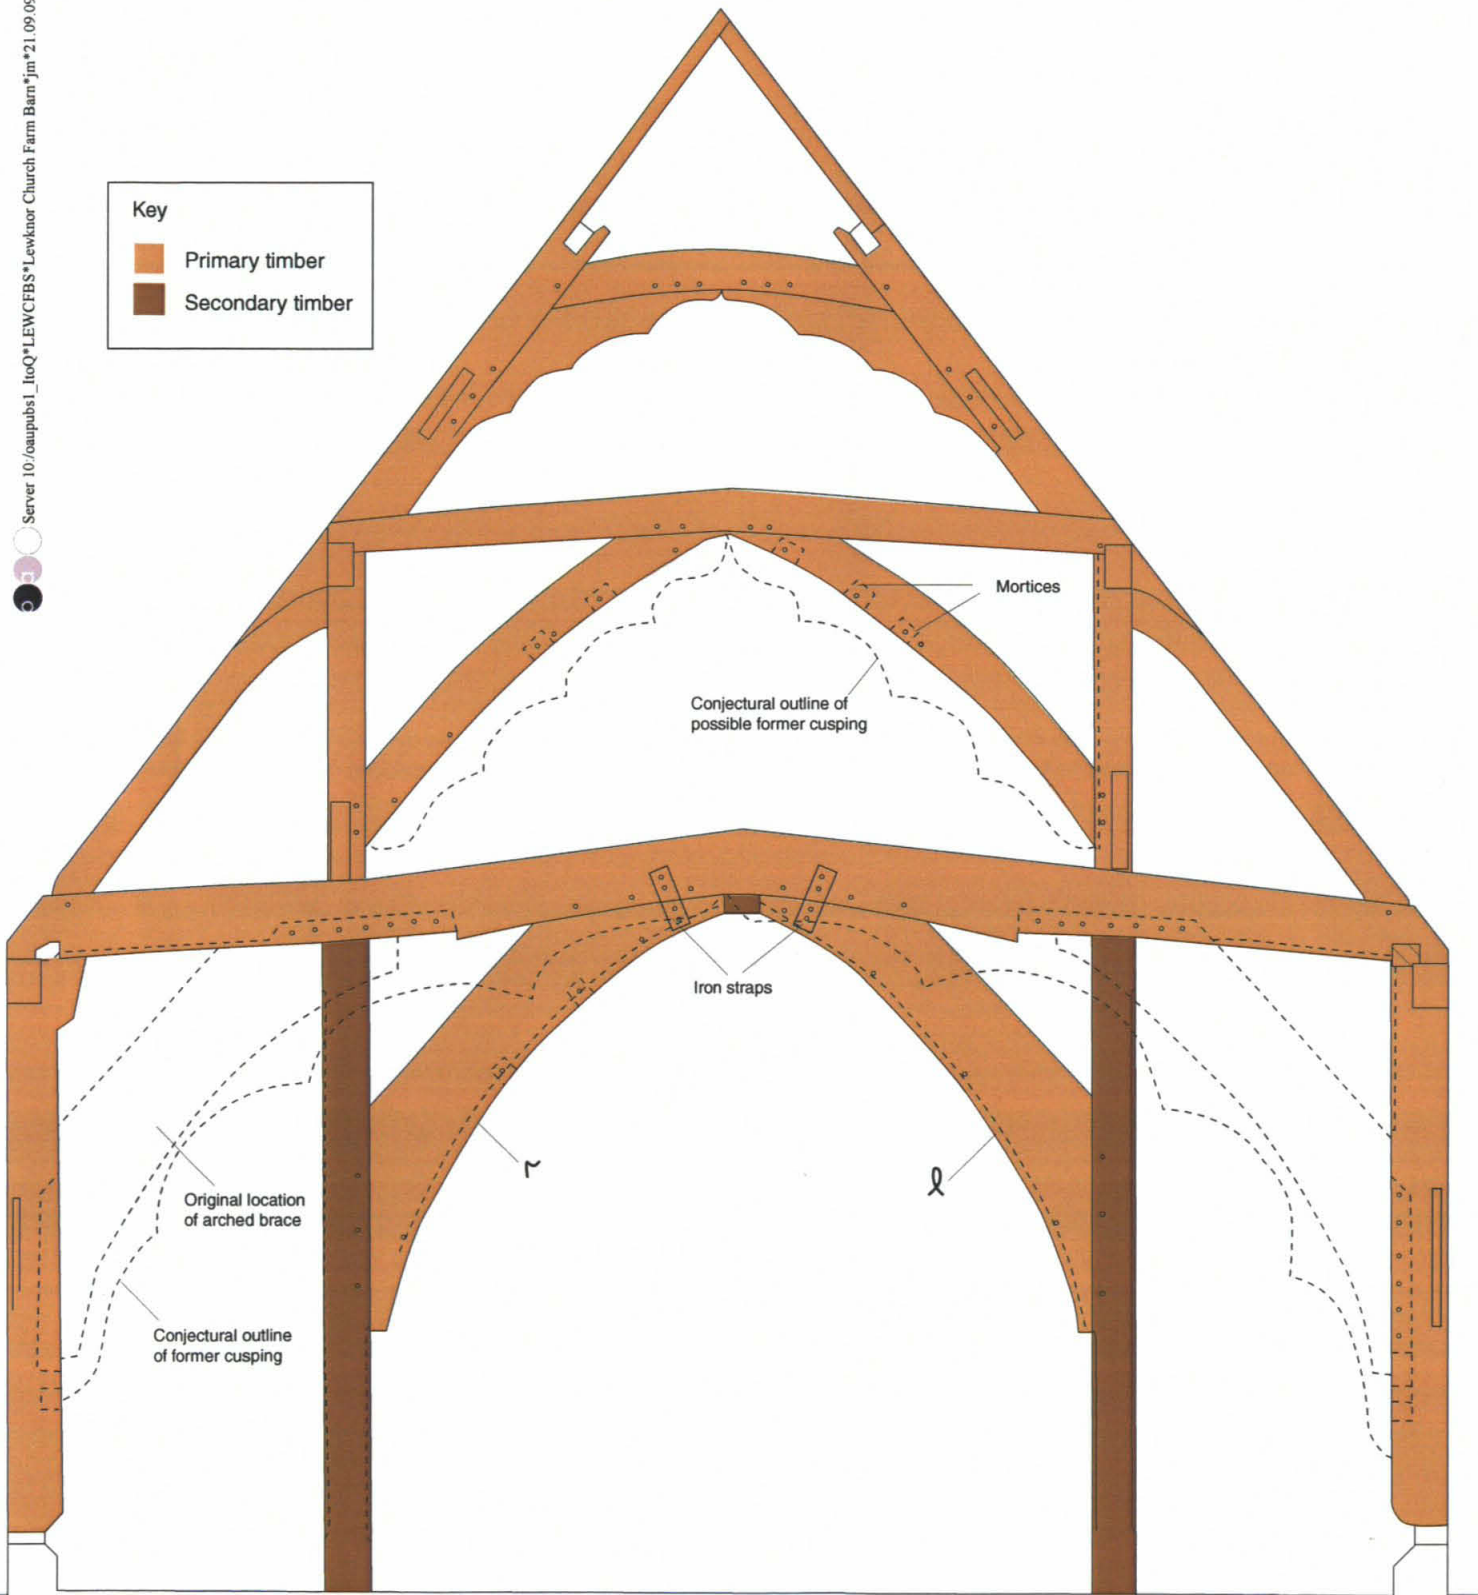 Server 10:/oaupubs1_ItoQ*LEWCFBS*Lewknor Church Farm Barn*jm*21.09.09
Key
Primary timber
Secondary timber
Mortices
Conjectural outline of
possible former cusping
Iron straps
r
l
Original location
of arched brace
Conjectural outline
of former cusping